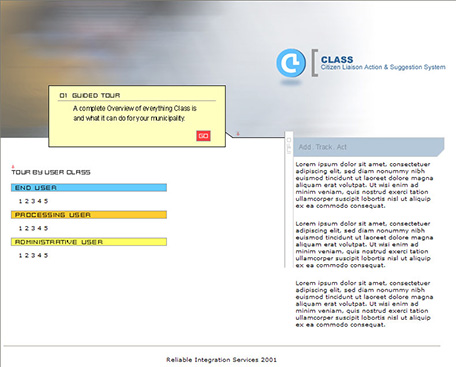 CLASS
Citizen Liaison Action & Suggestion System
01 GUIDED TOUR
A complete Overview of everything Class is
and what it can do for your municipality.
GO
Add. Track. Act
TOUR BY USER CLASS
END USER
1 2 3 4 5
PROCESSING USER
1 2 3 4 5
ADMINISTRATIVE USER
1 2 3 4 5
Lorem ipsum dolor sit amet, consectetuer
adipiscing elit, sed diam nonummy nibh
euismod tincidunt ut laoreet dolore magna
aliquam erat volutpat. Ut wisi enim ad minim
veniam, quis nostrud exerci tation
ullamcorper suscipit lobortis nisl ut aliquip
ex ea commodo consequat.
Lorem ipsum dolor sit amet, consectetuer
adipiscing elit, sed diam nonummy nibh
euismod tincidunt ut laoreet dolore magna
aliquam erat volutpat. Ut wisi enim ad minim
veniam, quis nostrud exerci tation
ullamcorper suscipit lobortis nisl ut aliquip
ex ea commodo consequat.
Lorem ipsum dolor sit amet, consectetuer
adipiscing elit, sed diam nonummy nibh
euismod tincidunt ut laoreet dolore magna
aliquam erat volutpat. Ut wisi enim ad minim
veniam, quis nostrud exerci tation
ullamcorper suscipit lobortis nisl ut aliquip
ex ea commodo consequat.
Reliable Integration Services 2001